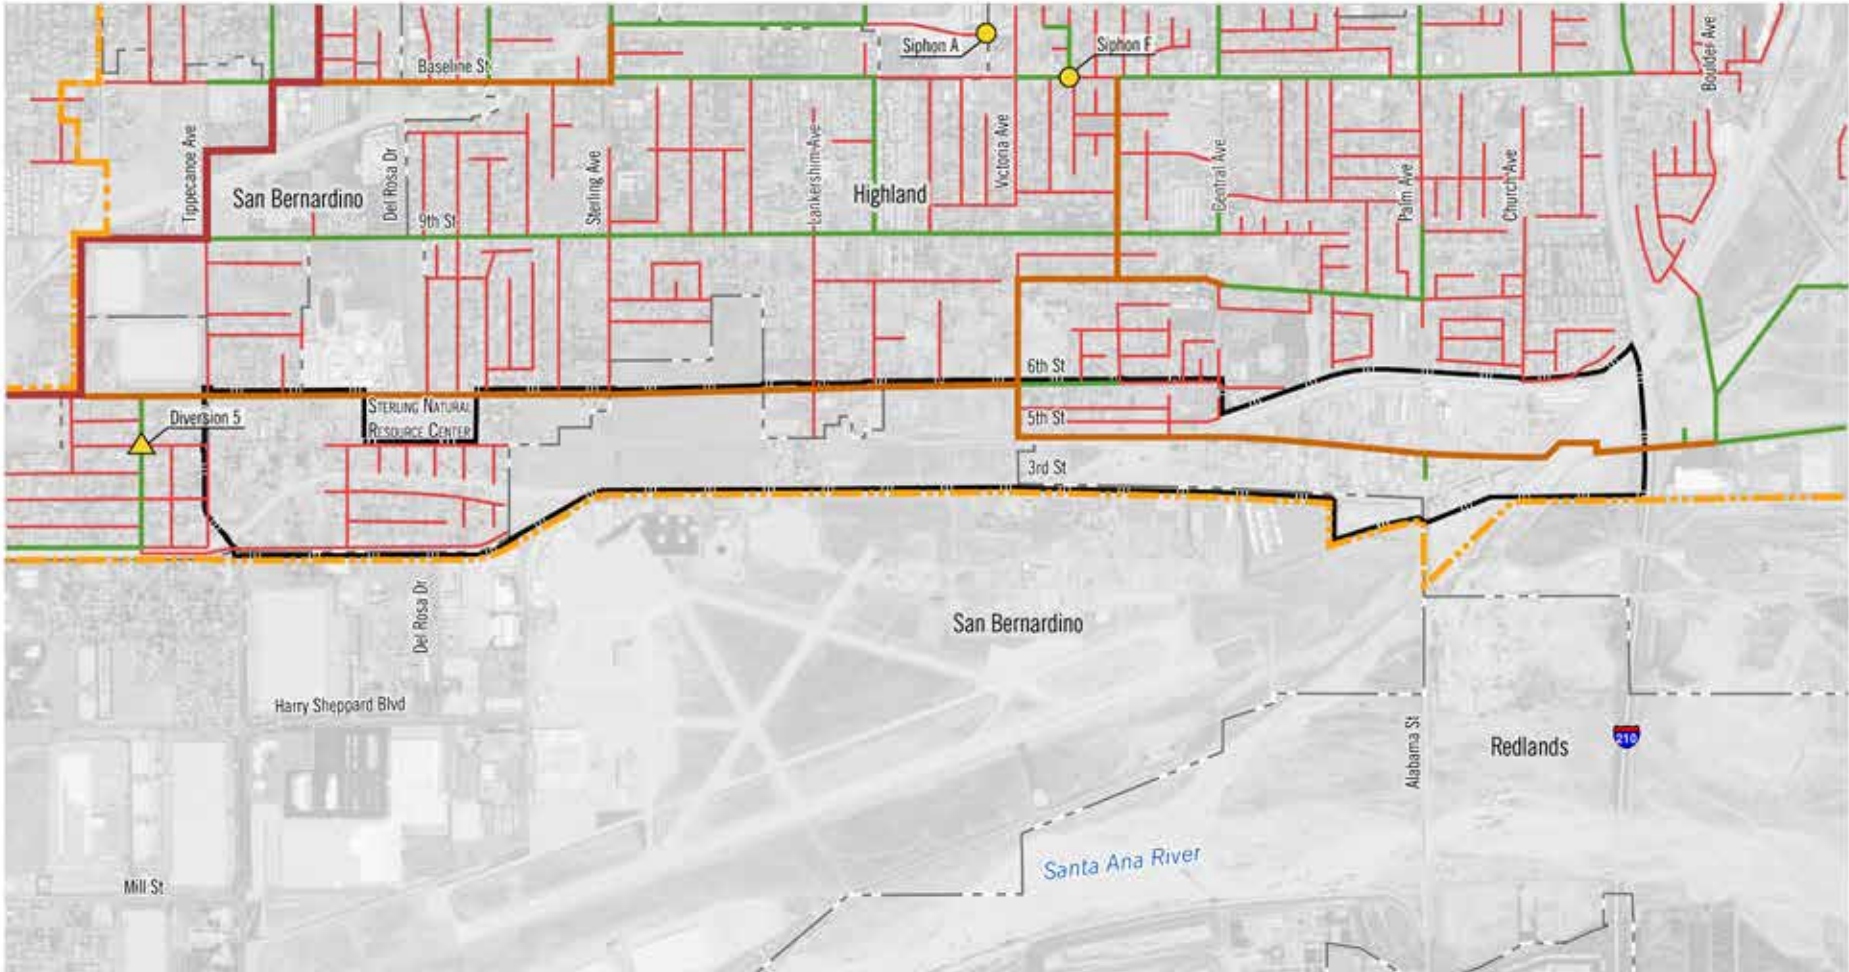 Siphon A
Siphon F
Boulder Ave
Baseline St
Tippecanoe Ave
San Bernardino
Del Rosa Dr
9th St
Sterling Ave
Lankershim Ave
Highland
Victoria Ave
Central Ave
Palm Ave
Church Ave
6th St
Diversion 5
STERLING NATURAL
RESOURCE CENTER
5th St
3rd St
Del Rosa Dr
San Bernardino
Harry Sheppard Blvd
Alabama St
Redlands
210
Santa Ana River
Mill St